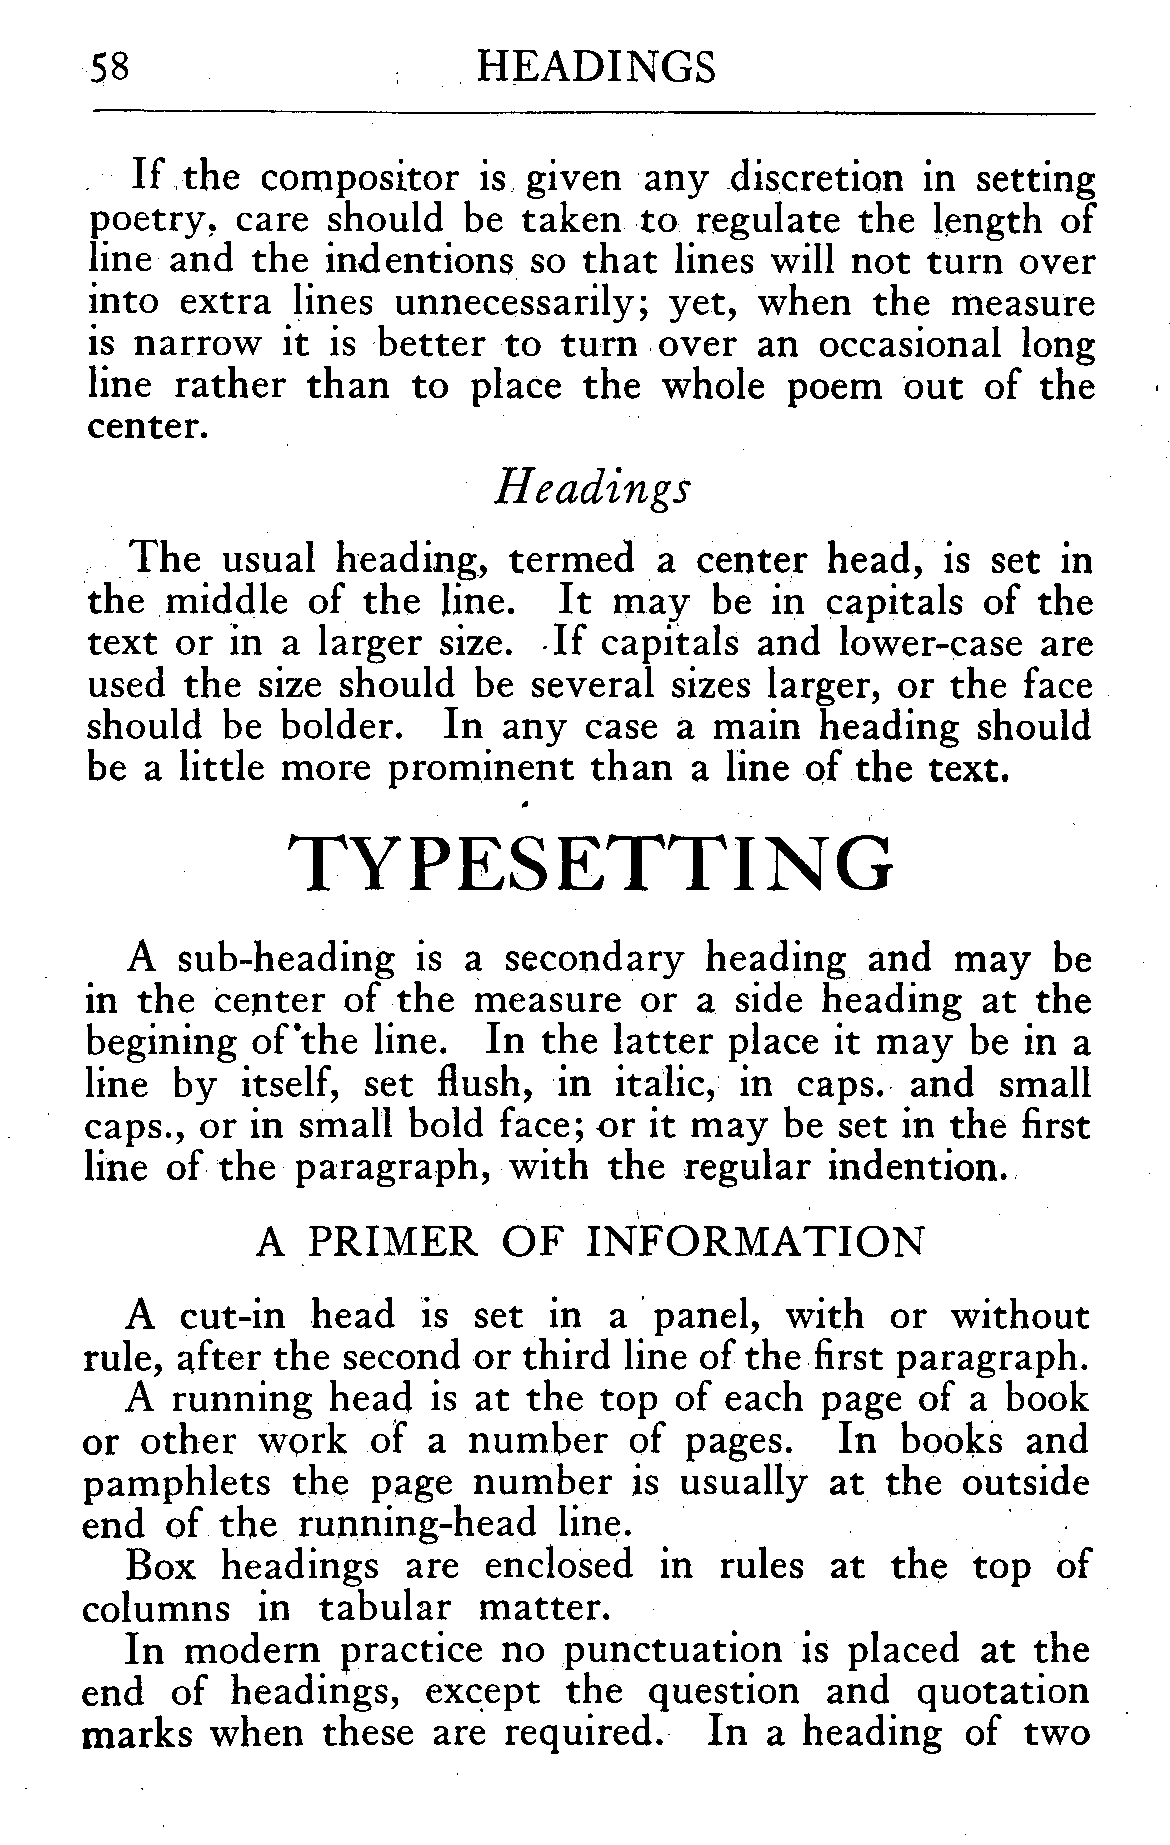 58 HEADINGS
If the compositor is given any discretion in setting
poetry, care should be taken to regulate the length of
line and the indentions so that lines will not turn over
into extra lines unnecessarily; yet, when the measure
is narrow it is better to turn over an occasional long
line rather than to place the whole poem out of the
center.
Headings
The usual heading, termed a center head, is set in
the middle of the line. It may be in capitals of the
text or in a larger size. If capitals and lower-case are
used the size should be several sizes larger, or the face
should be bolder. In any case a main heading should
be a little more prominent than a line of the text.
TYPESETTING
A sub-heading is a secondary heading and may be
in the center of the measure or a side heading at the
begining of the line. In the latter place it may be in a
line by itself, set flush, in italic, in caps. and small
caps., or in small bold face; or it may be set in the first
line of the paragraph, with the regular indention.
A PRIMER OF INFORMATION
A cut-in head is set in a panel, with or without
rule, after the second or third line of the first paragraph.
A running head is at the top of each page of a book
or other work of a number of pages. In books and
pamphlets the page number is usually at the outside
end of the running-head line.
Box headings are enclosed in rules at the top of
columns in tabular matter.
In modern practice no punctuation is placed at the
end of headings, except the question and quotation
marks when these are required. In a heading of two